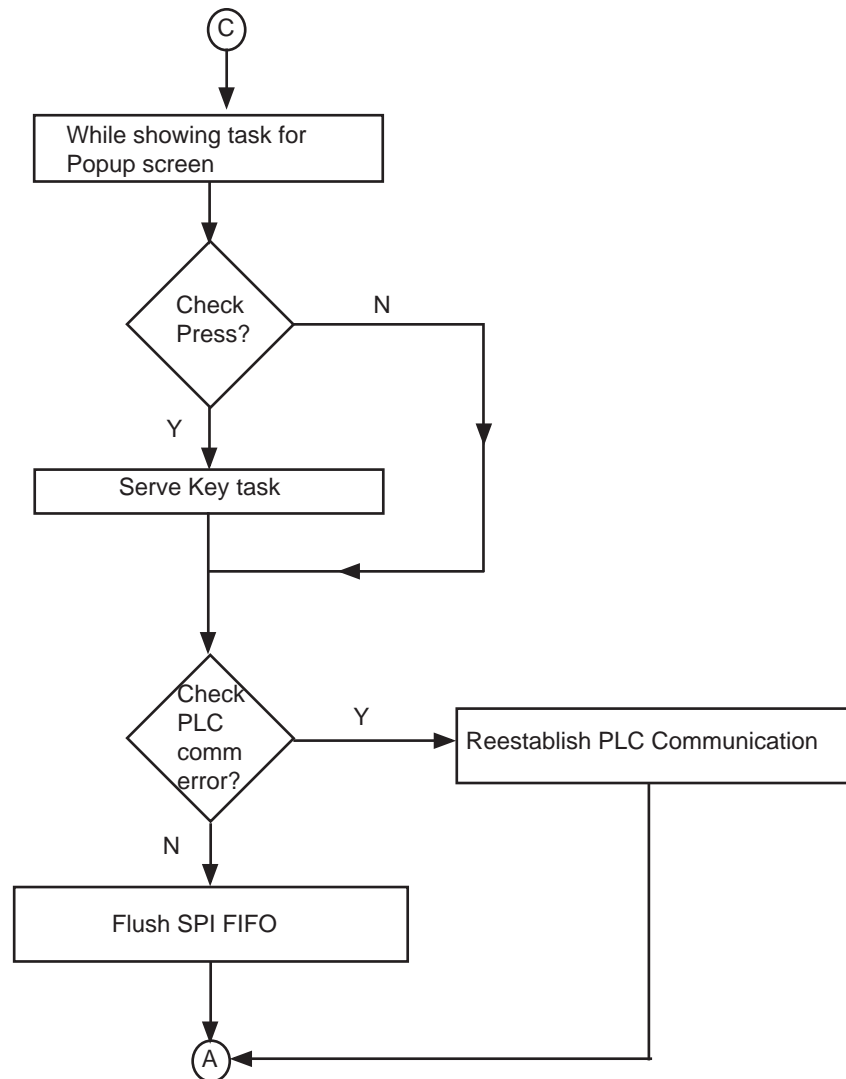 C
While showing task for
Popup screen
Check
Press?
N
Y
Serve Key task
Check
PLC
comm
error?
Y
Reestablish PLC Communication
N
Flush SPI FIFO
A